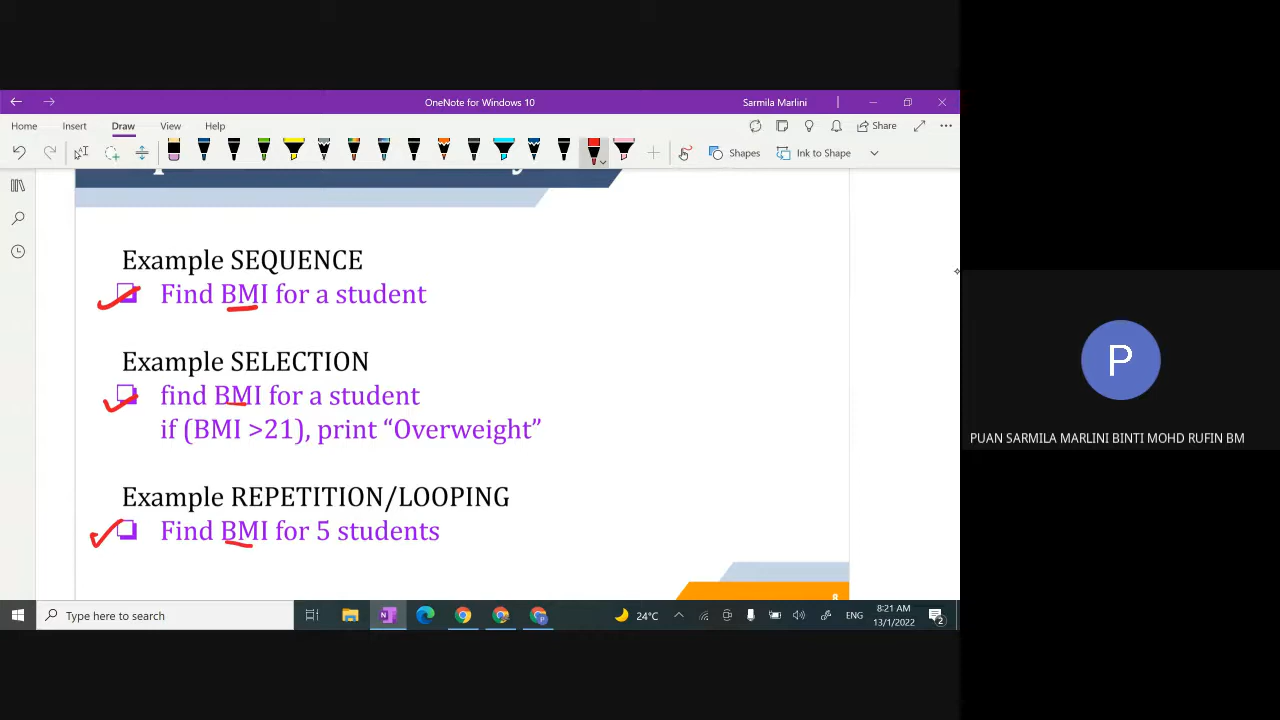 OneNote for Windows 10
Sarmila Marlini
Home Insert Draw View Help
Share
Shapes
Ink to Shape
Example SEQUENCE
Find BMI for a student
Example SELECTION
find BMI for a student
if (BMI >21), print “Overweight”
Example REPETITION/LOOPING
Find BMI for 5 students
8
P
PUAN SARMILA MARLINI BINTI MOHD RUFIN BM
Type here to search
P
24°C
ENG
8:21 AM
13/1/2022
2